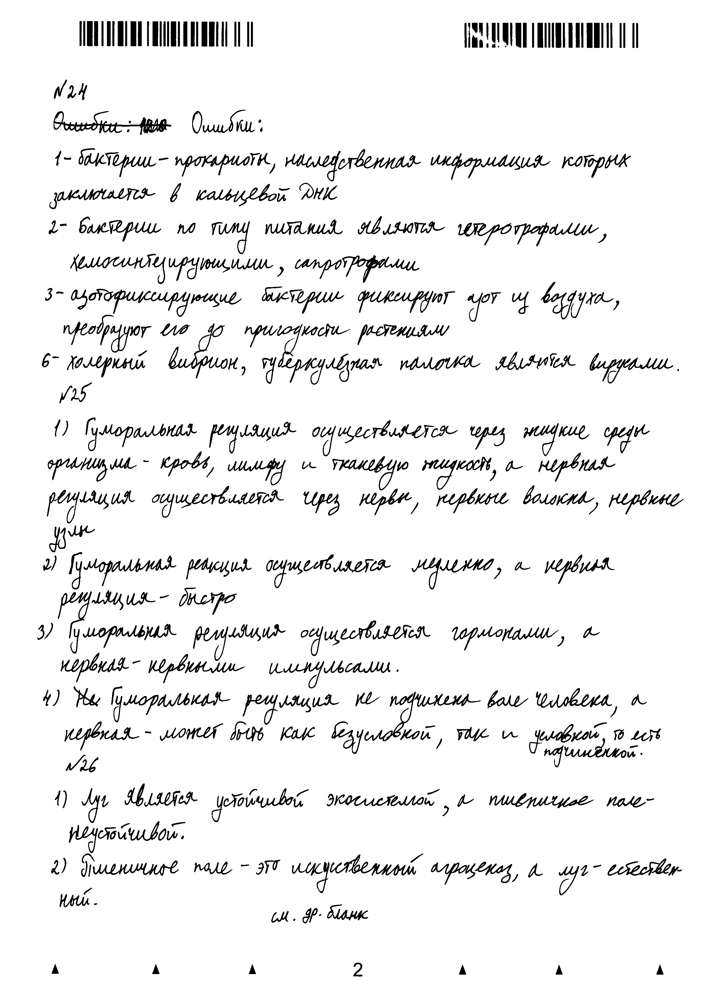 №24
Ошибки: Ошибки:
1- бактерии - прокариоты, наследственная информация которых
заключается в кольцевой ДНК
2- Бактерии по типу питания являются гетеротрофами,
хемосинтезирующими, сапротрофами
3- азотофиксирующие бактерии фиксируют азот из воздуха,
преобразуют его до пригодности растениям
6- холерный вибрион, туберкулёзная палочка являются вирусами.
№25
1) Гуморальная регуляция осуществляется через жидкие среды
организма - кровь, лимфу и тканевую жидкость, а нервная
регуляция осуществляется через нервы, нервные волокна, нервные
узлы
2) Гуморальная реакция осуществляется медленно, а нервная
регуляция - быстро
3) Гуморальная регуляция осуществляется гормонами, а
нервная - нервными импульсами.
4) Не Гуморальная регуляция не подчинена воле человека, а
нервная - может быть как безусловной, так и условной, то есть
подчинённой.
№26
1) Луг является устойчивой экосистемой, а пшеничное поле -
неустойчивой.
2) Пшеничное поле - это искусственный агроценоз, а луг - естествен-
ный.
см. др. бланк
2